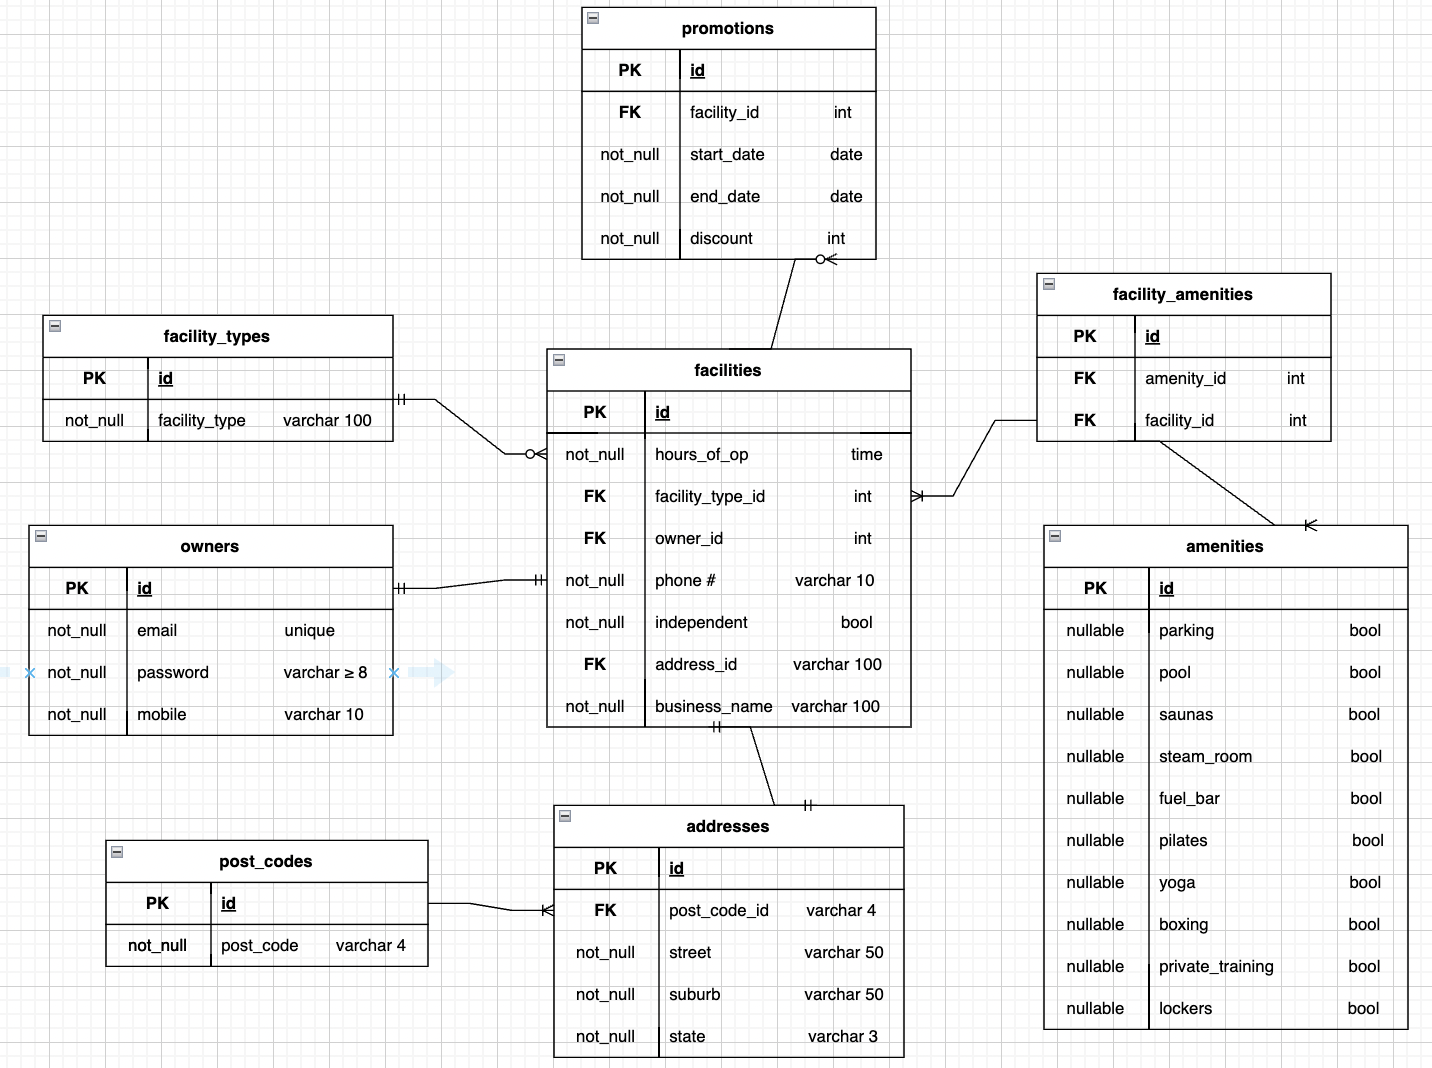 promotions
PK id
FK facility_id int
not_null start_date date
not_null end_date date
not_null discount int
facility_types
PK id
not_null facility_type varchar 100
facilities
PK id
not_null hours_of_op time
FK facility_type_id int
FK owner_id int
not_null phone # varchar 10
not_null independent bool
FK address_id varchar 100
not_null business_name varchar 100
facility_amenities
PK id
FK amenity_id int
FK facility_id int
owners
PK id
not_null email unique
not_null password varchar ≥ 8
not_null mobile varchar 10
amenities
PK id
nullable parking bool
nullable pool bool
nullable saunas bool
nullable steam_room bool
nullable fuel_bar bool
nullable pilates bool
nullable yoga bool
nullable boxing bool
nullable private_training bool
nullable lockers bool
post_codes
PK id
not_null post_code varchar 4
addresses
PK id
FK post_code_id varchar 4
not_null street varchar 50
not_null suburb varchar 50
not_null state varchar 3